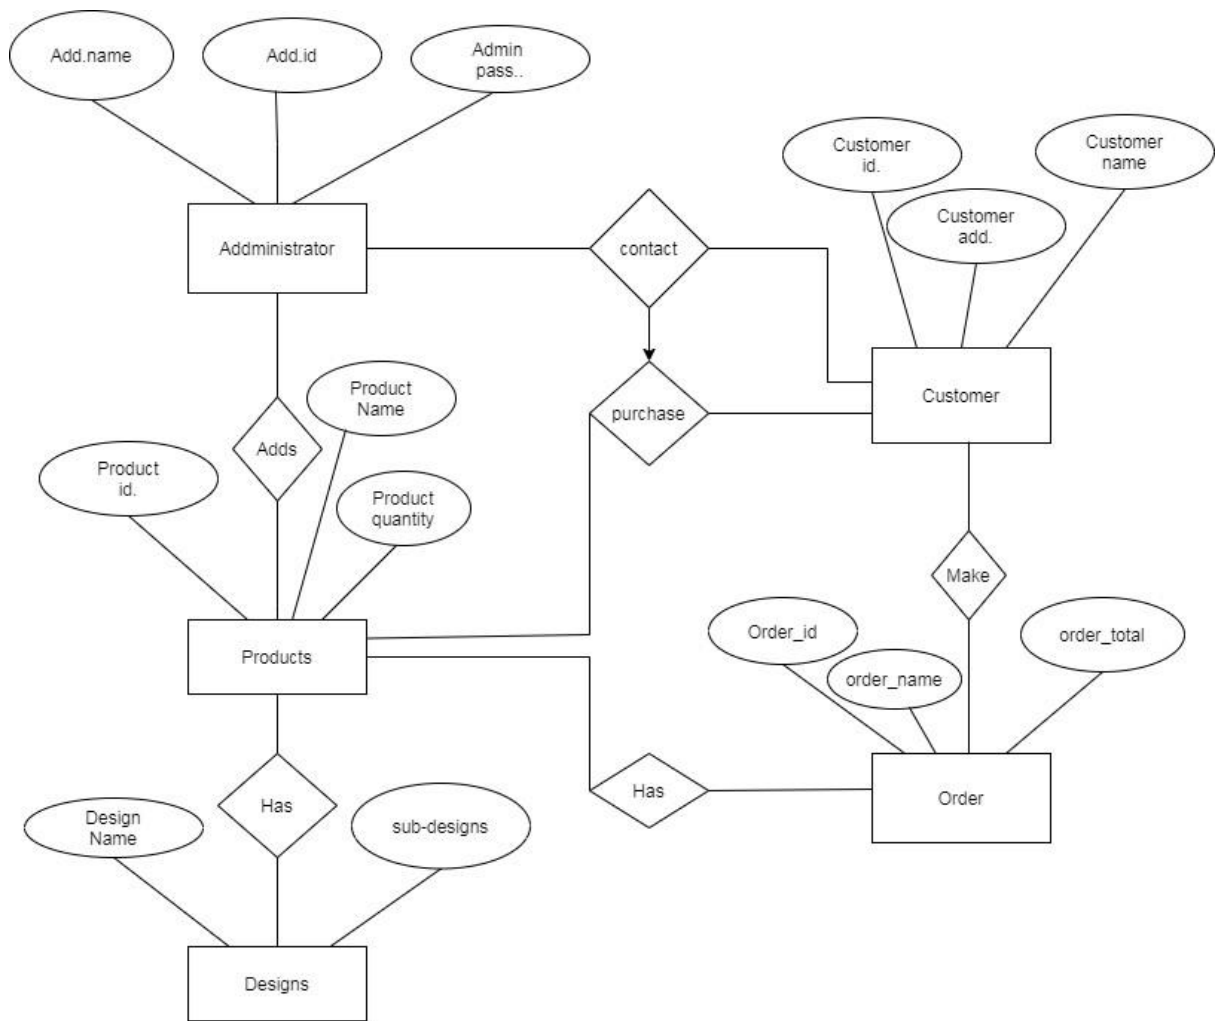 Add.name
Add.id
Admin
pass..
Customer
id.
Customer
name
Customer
add.
Addministrator
contact
Product
Name
purchase
Customer
Adds
Product
id.
Product
quantity
Make
Order_id
order_total
order_name
Products
Has
Has
Order
Design
Name
sub-designs
Designs